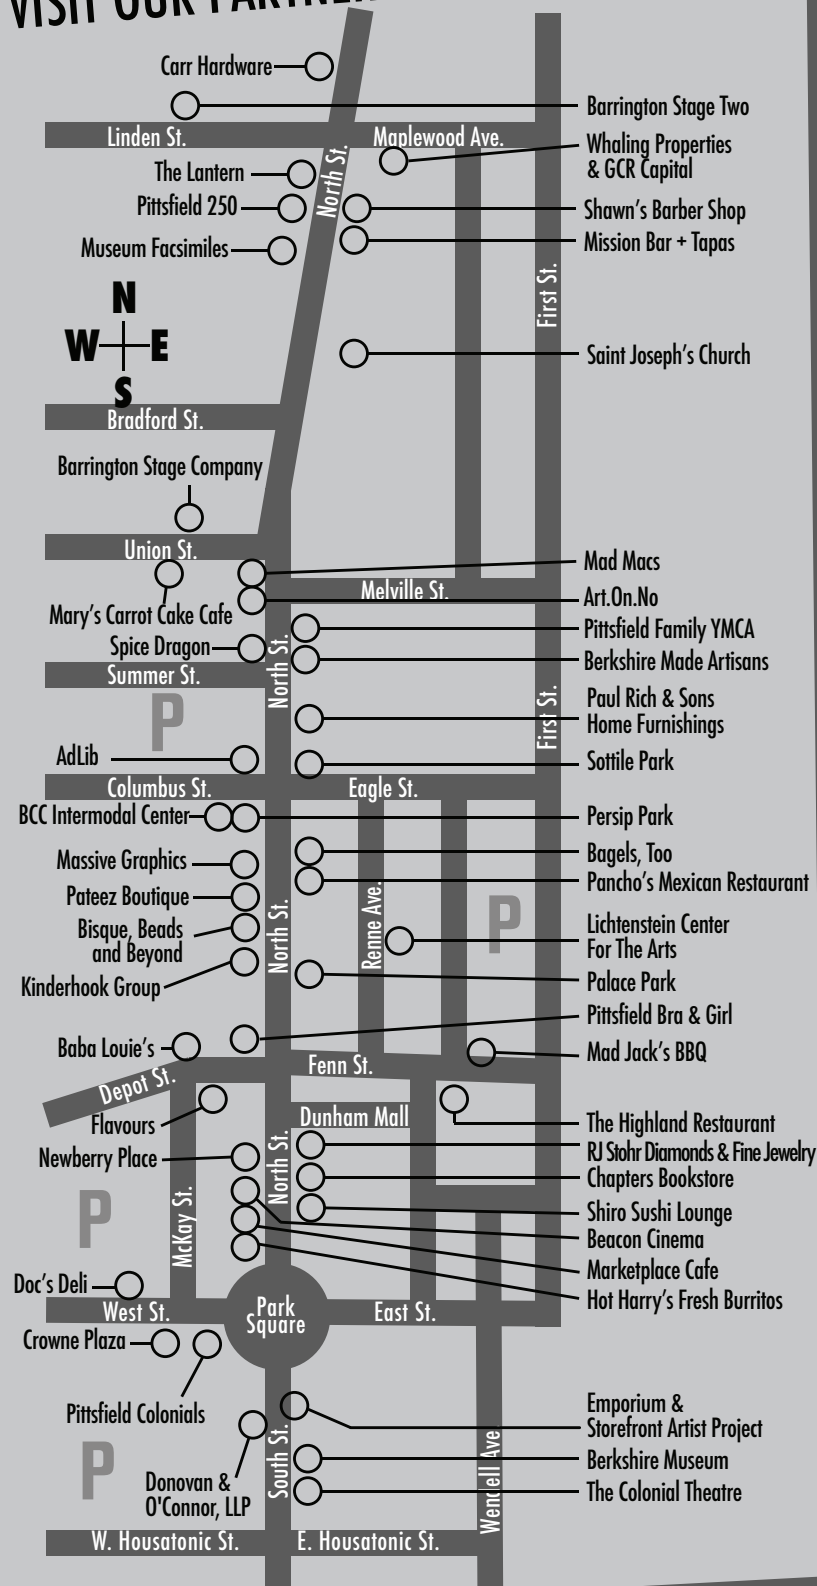 VISIT OUR
Carr Hardware
Barrington Stage Two
Linden St.
Maplewood Ave.
Whaling Properties
& GCR Capital
The Lantern
North St.
Pittsfield 250
Shawn's Barber Shop
Museum Facsimiles
Mission Bar + Tapas
First St.
N
W E
S
Saint Joseph's Church
Bradford St.
Barrington Stage Company
Union St.
Mad Macs
Melville St.
Art.On.No
Mary's Carrot Cake Cafe
Pittsfield Family YMCA
Spice Dragon
North St.
Berkshire Made Artisans
Summer St.
P
First St.
Paul Rich & Sons
Home Furnishings
AdLib
Sottile Park
Columbus St.
Eagle St.
BCC Intermodal Center
Persip Park
Massive Graphics
Bagels, Too
Pancho's Mexican Restaurant
Pateez Boutique
P
Bisque, Beads
and Beyond
North St.
Renne Ave.
Lichtenstein Center
For The Arts
Kinderhook Group
Palace Park
Pittsfield Bra & Girl
Baba Louie's
Mad Jack's BBQ
Fenn St.
Depot St.
Flavours
Dunham Mall
The Highland Restaurant
Newberry Place
North St.
RJ Stohr Diamonds & Fine Jewelry
Chapters Bookstore
P
McKay St.
Shiro Sushi Lounge
Beacon Cinema
Marketplace Cafe
Doc's Deli
Hot Harry's Fresh Burritos
West St.
Park
Square
East St.
Crowne Plaza
Pittsfield Colonials
Emporium &
Storefront Artist Project
P
Donovan &
O'Connor, LLP
South St.
Berkshire Museum
Wendell Ave.
The Colonial Theatre
W. Housatonic St.
E. Housatonic St.